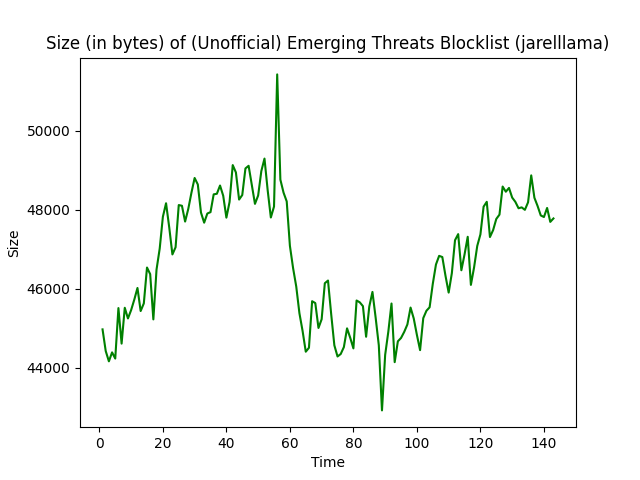 Size (in bytes) of (Unofficial) Emerging Threats Blocklist (jarelllama)
50000
48000
46000
44000
Size
0 20 40 60 80 100 120 140
Time